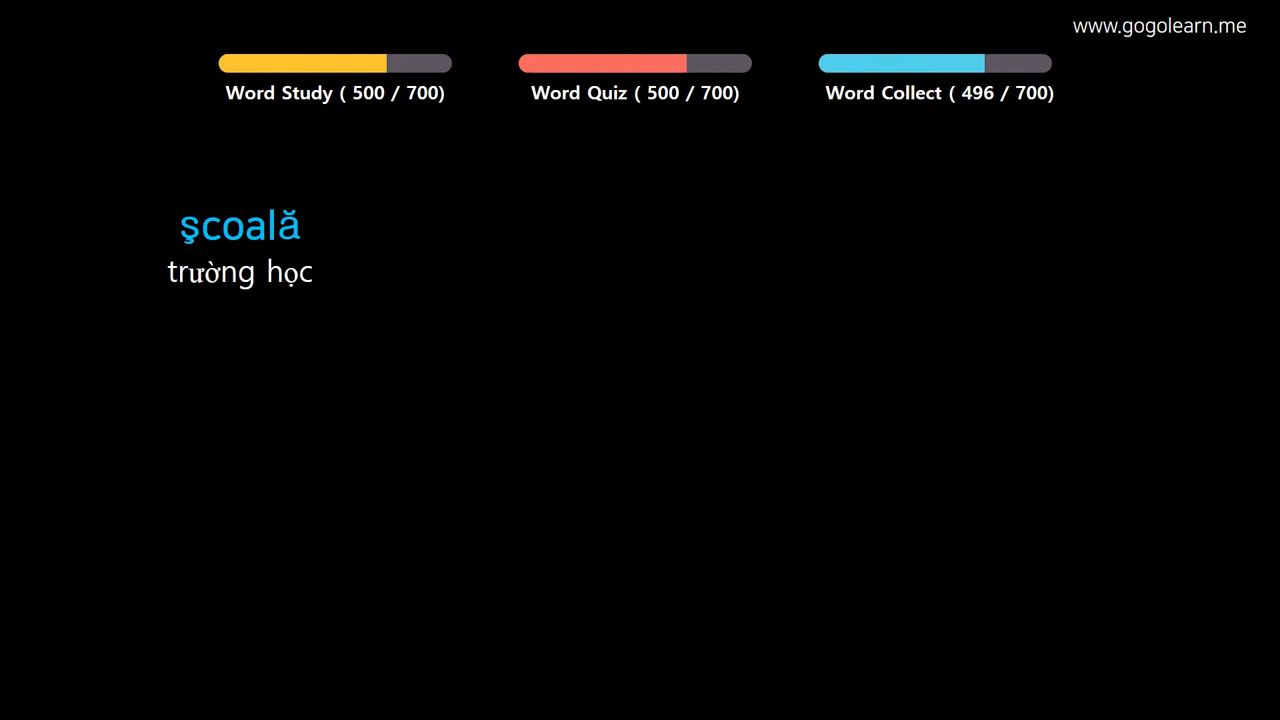 www.gogolearn.me
Word Study ( 500 / 700)
Word Quiz ( 500 / 700)
Word Collect ( 496 / 700)
şcoală
trường học